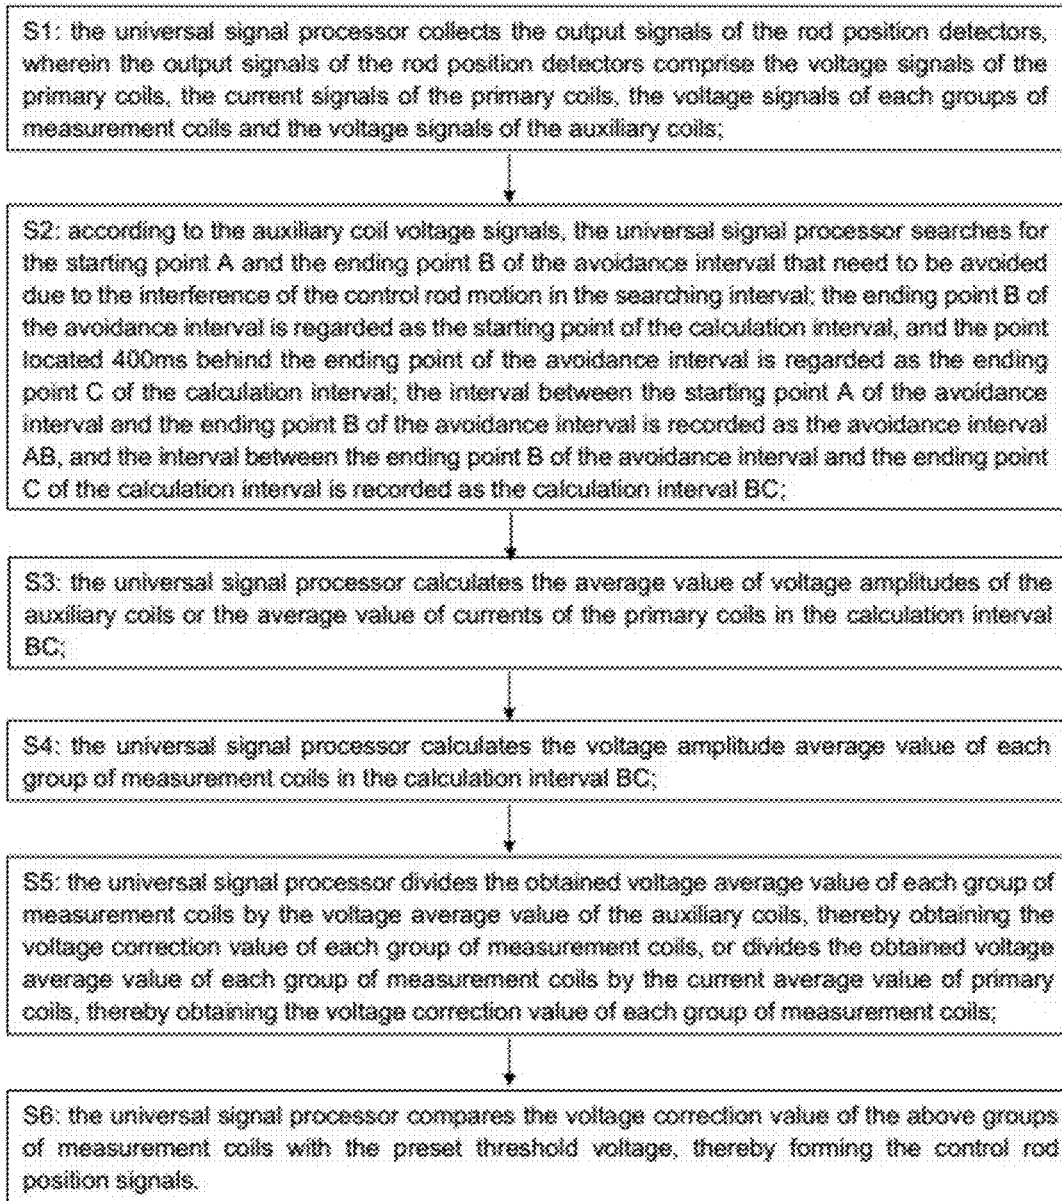 S1: the universal signal processor collects the output signals of the rod position detectors,
wherein the output signals of the rod position detectors comprise the voltage signals of the
primary coils, the current signals of the primary coils, the voltage signals of each groups of
measurement coils and the voltage signals of the auxiliary coils;
S2: according to the auxiliary coil voltage signals, the universal signal processor searches for
the starting point A and the ending point B of the avoidance interval that need to be avoided
due to the interference of the control rod motion in the searching interval; the ending point B
of the avoidance interval is regarded as the starting point of the calculation interval, and the point
located 400ms behind the ending point of the avoidance interval is regarded as the ending
point C of the calculation interval; the interval between the starting point A of the avoidance
interval and the ending point B of the avoidance interval is recorded as the avoidance interval
AB, and the interval between the ending point B of the avoidance interval and the ending point
C of the calculation interval is recorded as the calculation interval BC;
S3: the universal signal processor calculates the average value of voltage amplitudes of the
auxiliary coils or the average value of currents of the primary coils in the calculation interval
BC;
S4: the universal signal processor calculates the voltage amplitude average value of each
group of measurement coils in the calculation interval BC;
S5: the universal signal processor divides the obtained voltage average value of each group of
measurement coils by the voltage average value of the auxiliary coils, thereby obtaining the
voltage correction value of each group of measurement coils, or divides the obtained voltage
average value of each group of measurement coils by the current average value of primary
coils, thereby obtaining the voltage correction value of each group of measurement coils;
S6: the universal signal processor compares the voltage correction value of the above groups
of measurement coils with the preset threshold voltage, thereby forming the control rod
position signals.